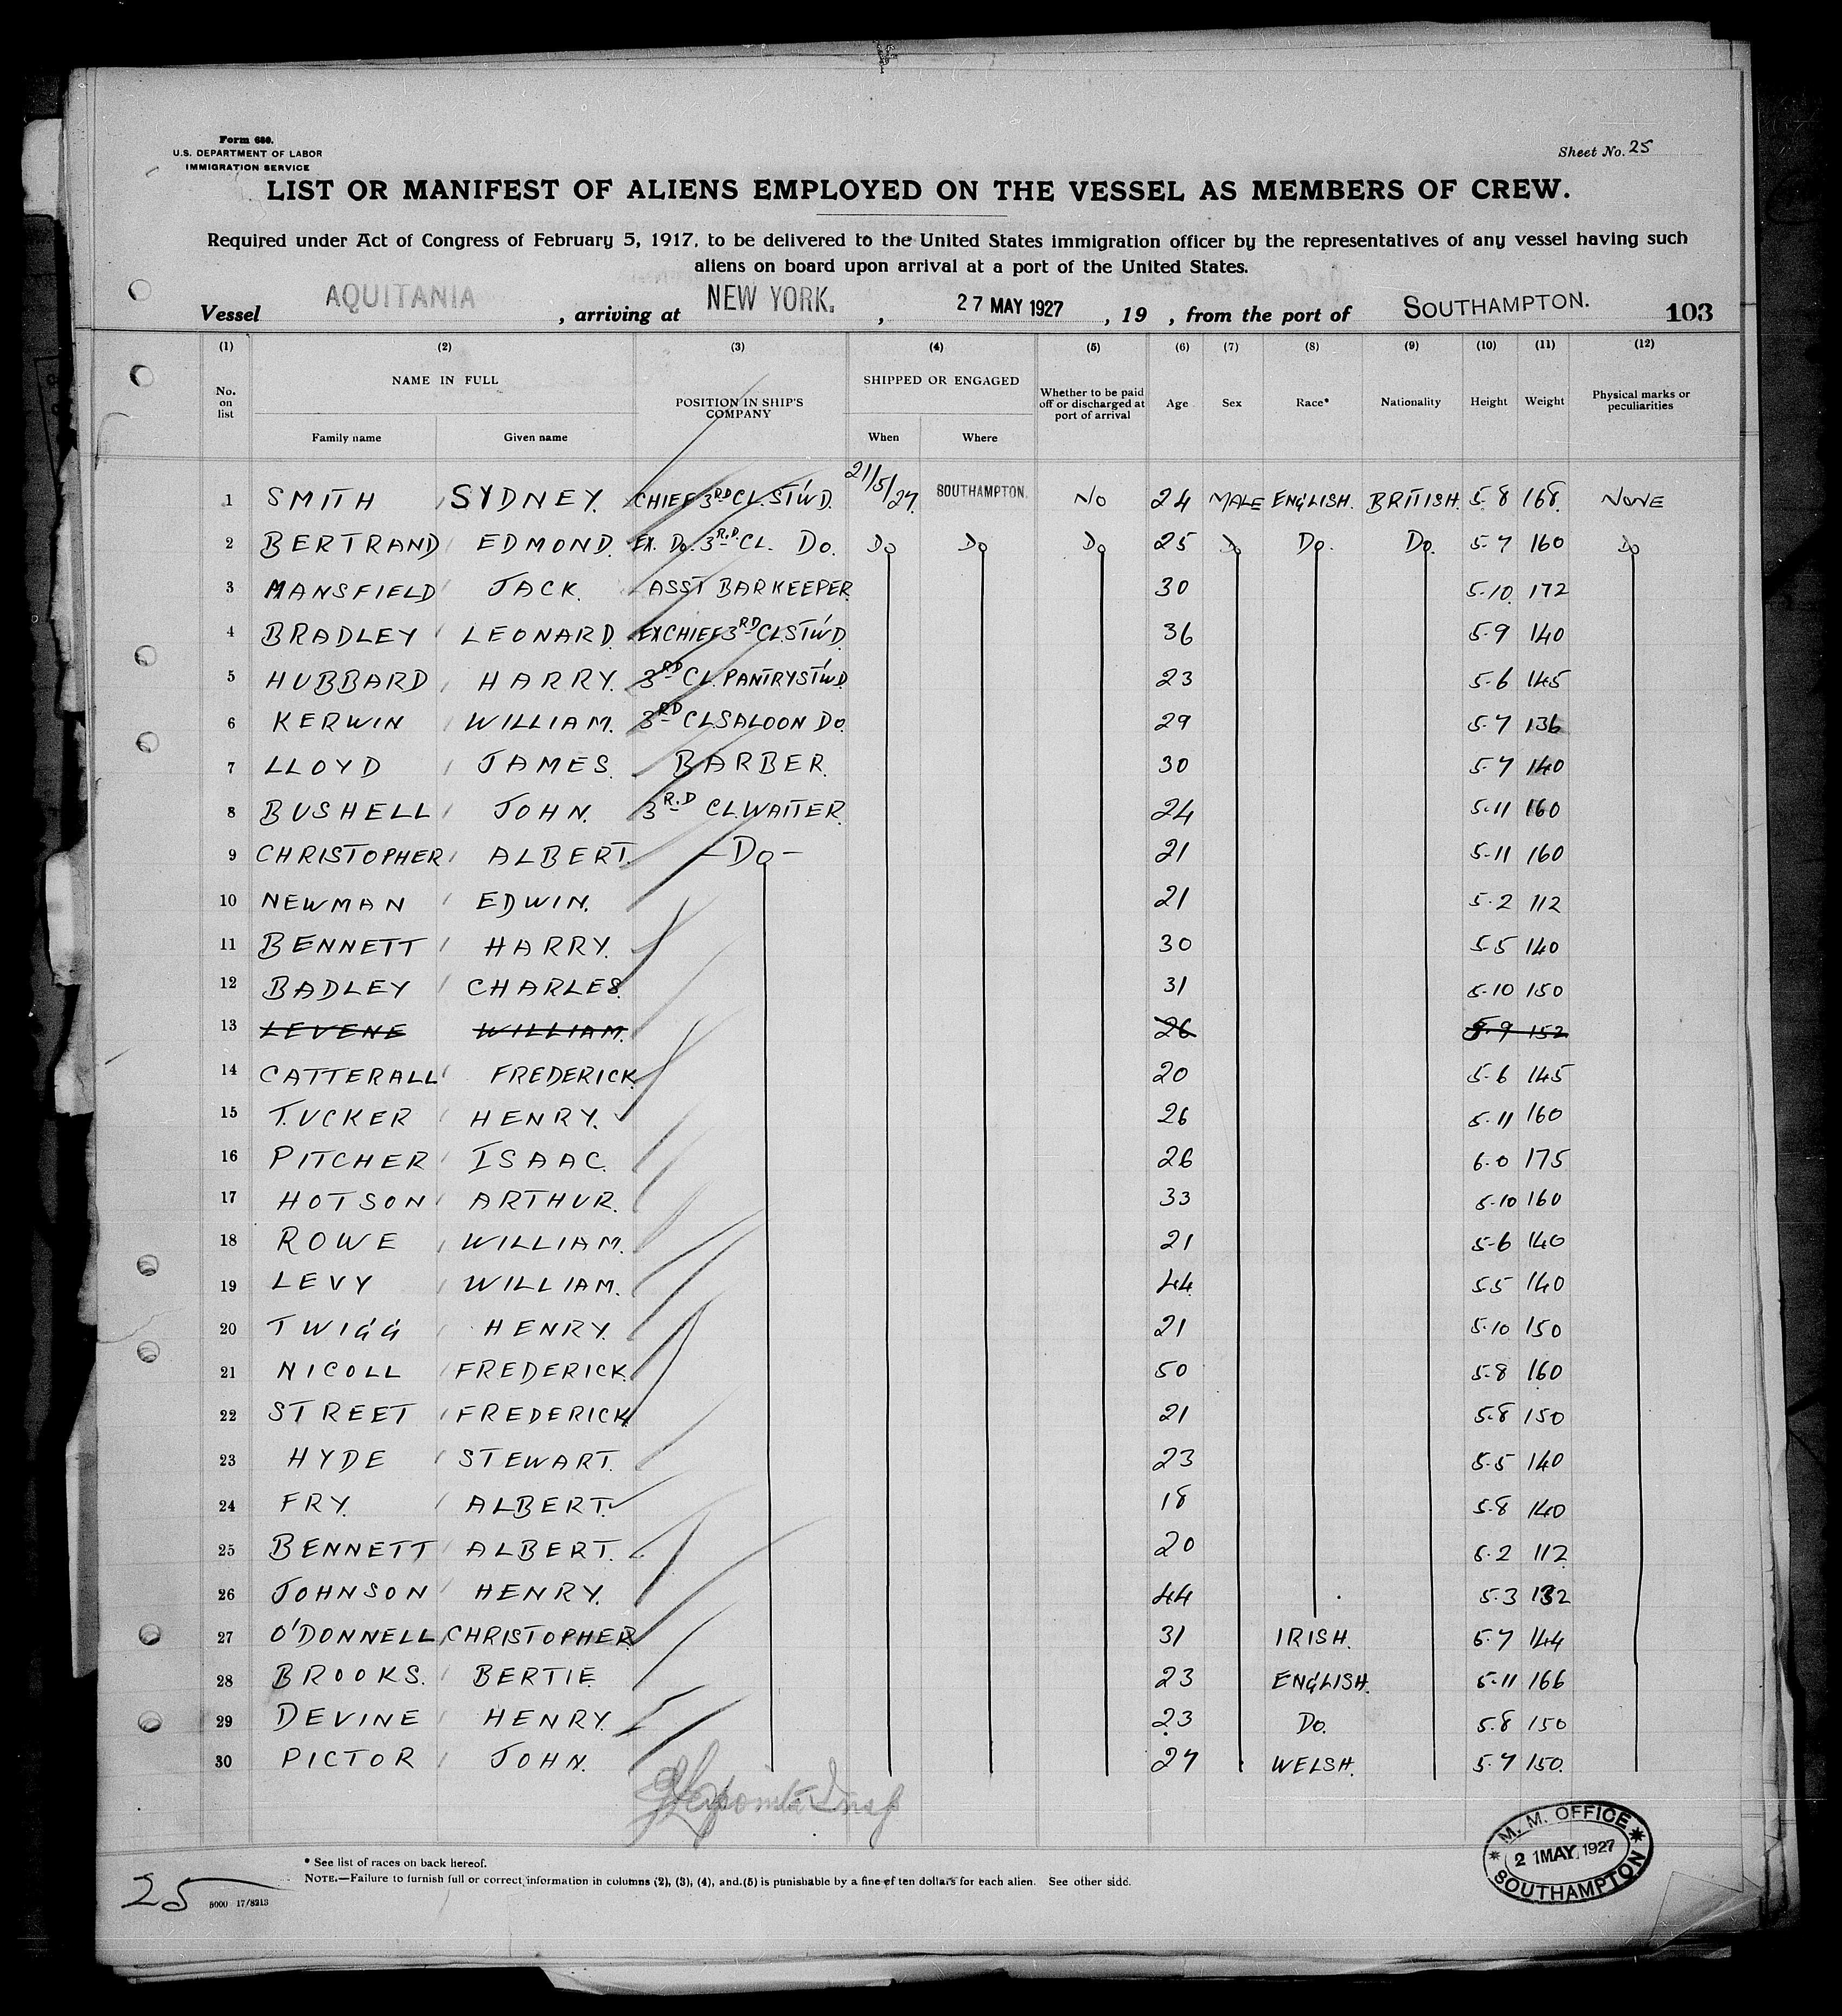 Form 680.
U.S. DEPARTMENT OF LABOR
IMMIGRATION SERVICE
Sheet No. 25
LIST OR MANIFEST OF ALIENS EMPLOYED ON THE VESSEL AS MEMBERS OF CREW.
Required under Act of Congress of February 5, 1917, to be delivered to the United States immigration officer by the representatives of any vessel having such
aliens on board upon arrival at a port of the United States.
Vessel AQUITANIA, arriving at NEW YORK., 27 MAY 1927, 19 , from the port of SOUTHAMPTON. 103
(1) (2) (3) (4) (5) (6) (7) (8) (9) (10) (11) (12)
No. on list NAME IN FULL Family name Given name POSITION IN SHIP'S COMPANY SHIPPED OR ENGAGED When Where Whether to be paid off or discharged at port of arrival Age Sex Race* Nationality Height Weight Physical marks or peculiarities
1 SMITH SYDNEY. CHIEF 3RD CL. ST'W'D. 21/5/27. SOUTHAMPTON. NO 24 MALE ENGLISH. BRITISH. 5.8 168. NONE
2 BERTRAND EDMOND. EX. DO. 3RD CL. DO. DO DO DO 25 DO DO. DO. 5.7 160 DO
3 MANSFIELD JACK. ASST BARKEEPER. 30 5.10. 172
4 BRADLEY LEONARD. EX CHIEF 3RD CL ST'W'D. 36 5.9 140
5 HUBBARD HARRY. 3RD CL. PANTRY ST'W'D. 23 5.6 145
6 KERWIN WILLIAM. 3RD CL SALOON DO. 29 5.7 136
7 LLOYD JAMES. BARBER. 30 5.7 140
8 BUSHELL JOHN. 3RD CL. WAITER. 24 5.11 160
9 CHRISTOPHER ALBERT. -DO- 21 5.11 160
10 NEWMAN EDWIN. 21 5.2 112
11 BENNETT HARRY. 30 5.5 140
12 BADLEY CHARLES. 31 5.10 150
13 LEVENE WILLIAM. 26 5.9 152
14 CATTERALL FREDERICK. 20 5.6 145
15 TUCKER HENRY. 26 5.11 160
16 PITCHER ISAAC. 26 6.0 175
17 HOTSON ARTHUR. 33 5.10 160
18 ROWE WILLIAM. 21 5.6 140
19 LEVY WILLIAM. 44 5.5 140
20 TWIGG HENRY. 21 5.10 150
21 NICOLL FREDERICK. 50 5.8 160
22 STREET FREDERICK 21 5.8 150
23 HYDE STEWART. 23 5.5 140
24 FRY. ALBERT. 18 5.8 140
25 BENNETT ALBERT. 20 5.2 112
26 JOHNSON HENRY. 44 5.3 132
27 O'DONNELL CHRISTOPHER 31 IRISH. 5.7 144
28 BROOKS. BERTIE 23 ENGLISH. 5.11 166
29 DEVINE HENRY. 23 DO. 5.8 150
30 PICTOR JOHN. 27 WELSH. 5.7 150.
M. M. OFFICE
21 MAY 1927
SOUTHAMPTON
* See list of races on back hereof.
NOTE.—Failure to furnish full or correct information in columns (2), (3), (4), and (5) is punishable by a fine of ten dollars for each alien. See other side.
25
5000 17/8213